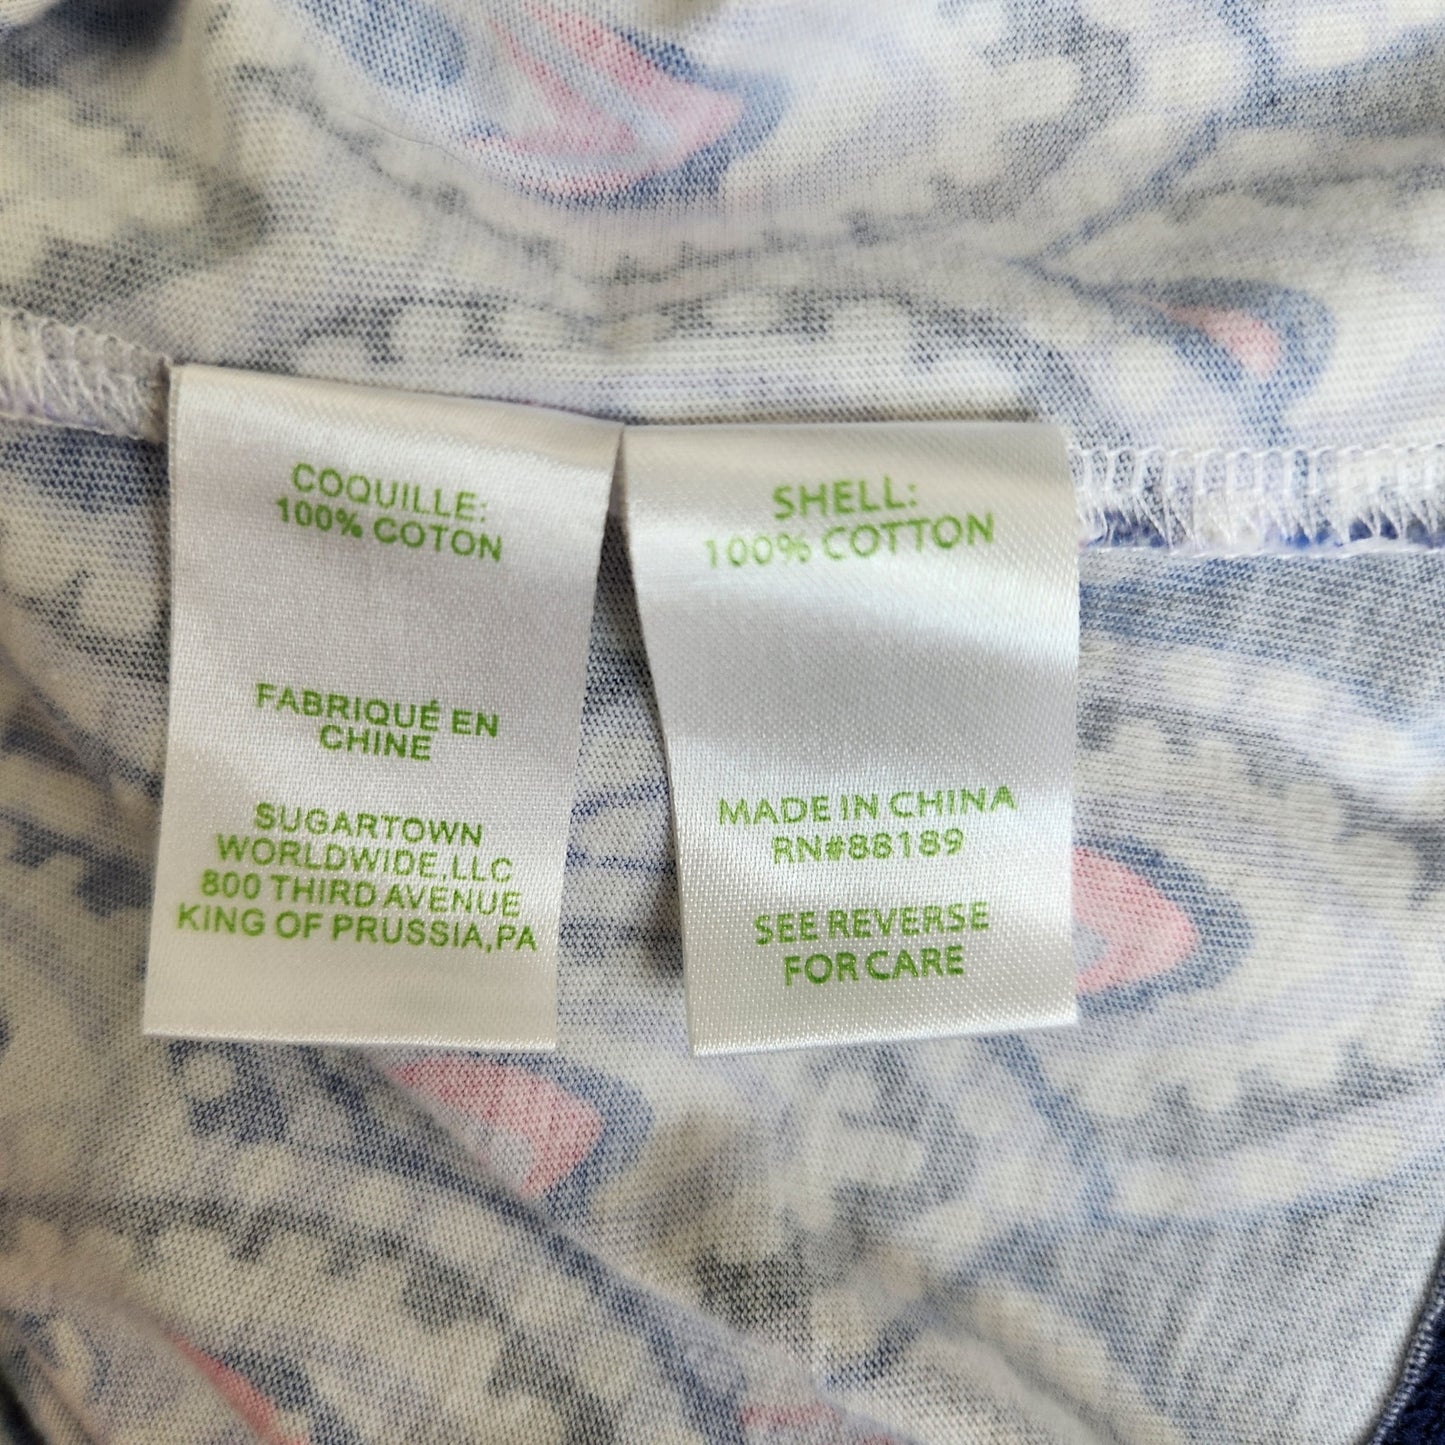 COQUILLE:
100% COTON
FABRIQUÉ EN
CHINE
SUGARTOWN
WORLDWIDE,LLC
800 THIRD AVENUE
KING OF PRUSSIA,PA
SHELL:
100% COTTON
MADE IN CHINA
RN#88189
SEE REVERSE
FOR CARE